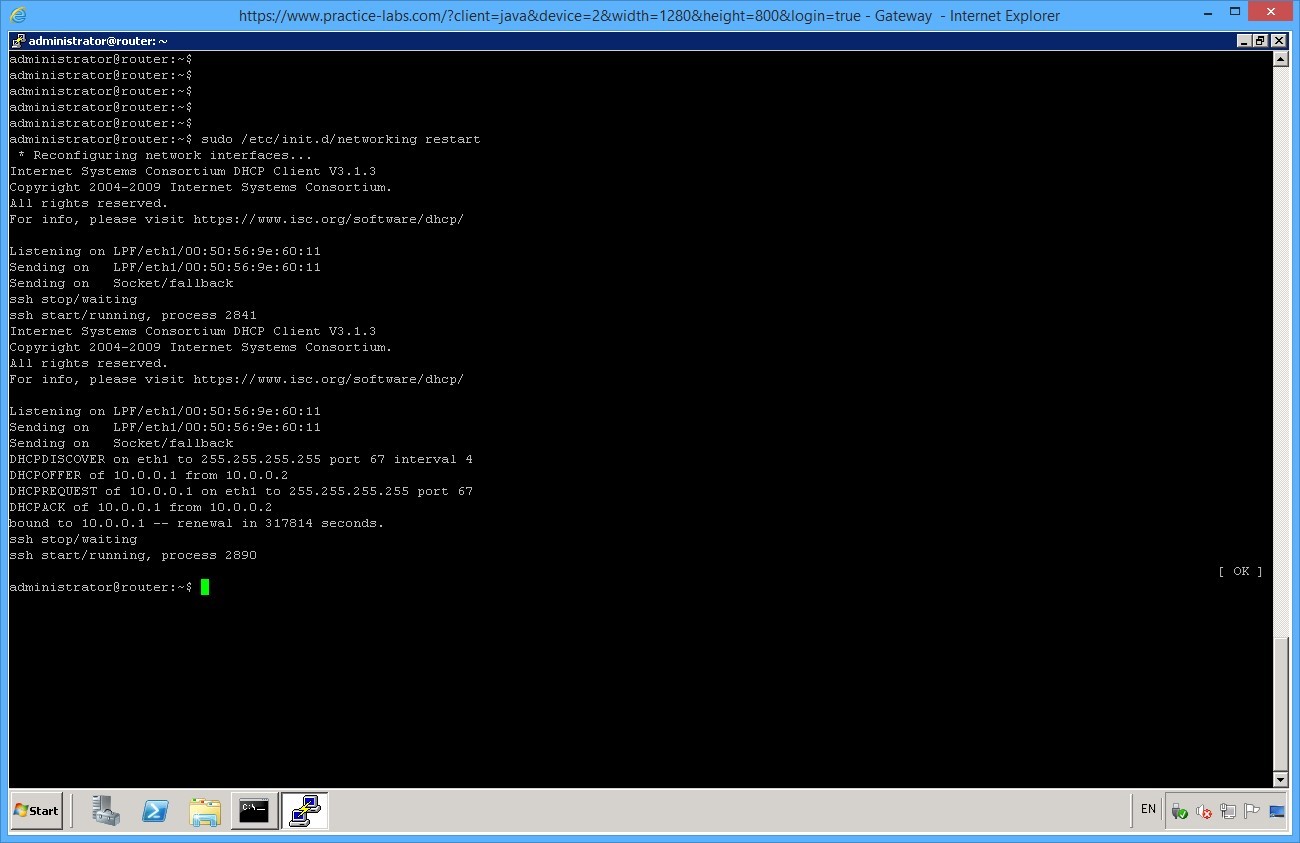 https://www.practice-labs.com/?client=java&device=2&width=1280&height=800&login=true - Gateway - Internet Explorer
administrator@router: ~
administrator@router:~$
administrator@router:~$
administrator@router:~$
administrator@router:~$
administrator@router:~$
administrator@router:~$ sudo /etc/init.d/networking restart
* Reconfiguring network interfaces...
Internet Systems Consortium DHCP Client V3.1.3
Copyright 2004-2009 Internet Systems Consortium.
All rights reserved.
For info, please visit https://www.isc.org/software/dhcp/
Listening on LPF/eth1/00:50:56:9e:60:11
Sending on   LPF/eth1/00:50:56:9e:60:11
Sending on   Socket/fallback
ssh stop/waiting
ssh start/running, process 2841
Internet Systems Consortium DHCP Client V3.1.3
Copyright 2004-2009 Internet Systems Consortium.
All rights reserved.
For info, please visit https://www.isc.org/software/dhcp/
Listening on LPF/eth1/00:50:56:9e:60:11
Sending on   LPF/eth1/00:50:56:9e:60:11
Sending on   Socket/fallback
DHCPDISCOVER on eth1 to 255.255.255.255 port 67 interval 4
DHCPOFFER of 10.0.0.1 from 10.0.0.2
DHCPREQUEST of 10.0.0.1 on eth1 to 255.255.255.255 port 67
DHCPACK of 10.0.0.1 from 10.0.0.2
bound to 10.0.0.1 -- renewal in 317814 seconds.
ssh stop/waiting
ssh start/running, process 2890
[ OK ]
administrator@router:~$
Start
C:\
EN